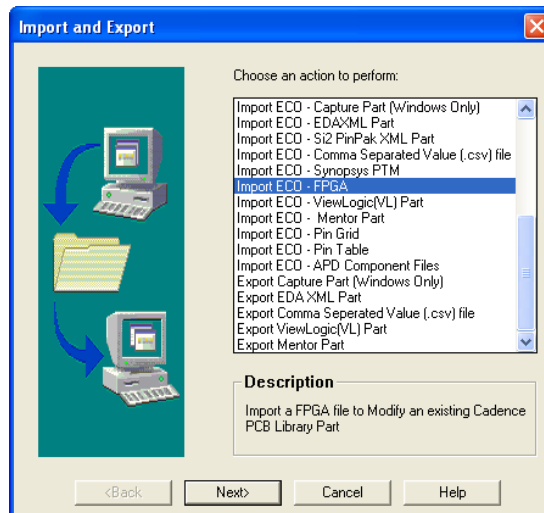 Import and Export
Choose an action to perform:
Import ECO - Capture Part (Windows Only)
Import ECO - EDAXML Part
Import ECO - Si2 PinPak XML Part
Import ECO - Comma Separated Value (.csv) file
Import ECO - Synopsys PTM
Import ECO - FPGA
Import ECO - ViewLogic(VL) Part
Import ECO -  Mentor Part
Import ECO - Pin Grid
Import ECO - Pin Table
Import ECO - APD Component Files
Export Capture Part (Windows Only)
Export EDA XML Part
Export Comma Seperated Value (.csv) file
Export ViewLogic(VL) Part
Export Mentor Part
Description
Import a FPGA file to Modify an existing Cadence
PCB Library Part
<Back
Next>
Cancel
Help